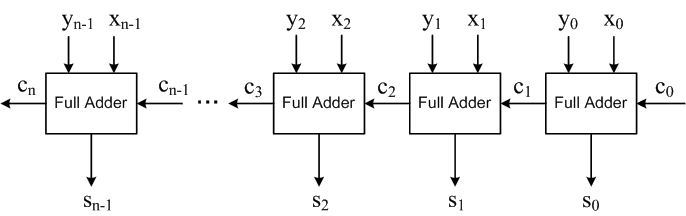 yn-1 xn-1 y2 x2 y1 x1 y0 x0
cn Full Adder cn-1 ... c3 Full Adder c2 Full Adder c1 Full Adder c0
sn-1 s2 s1 s0